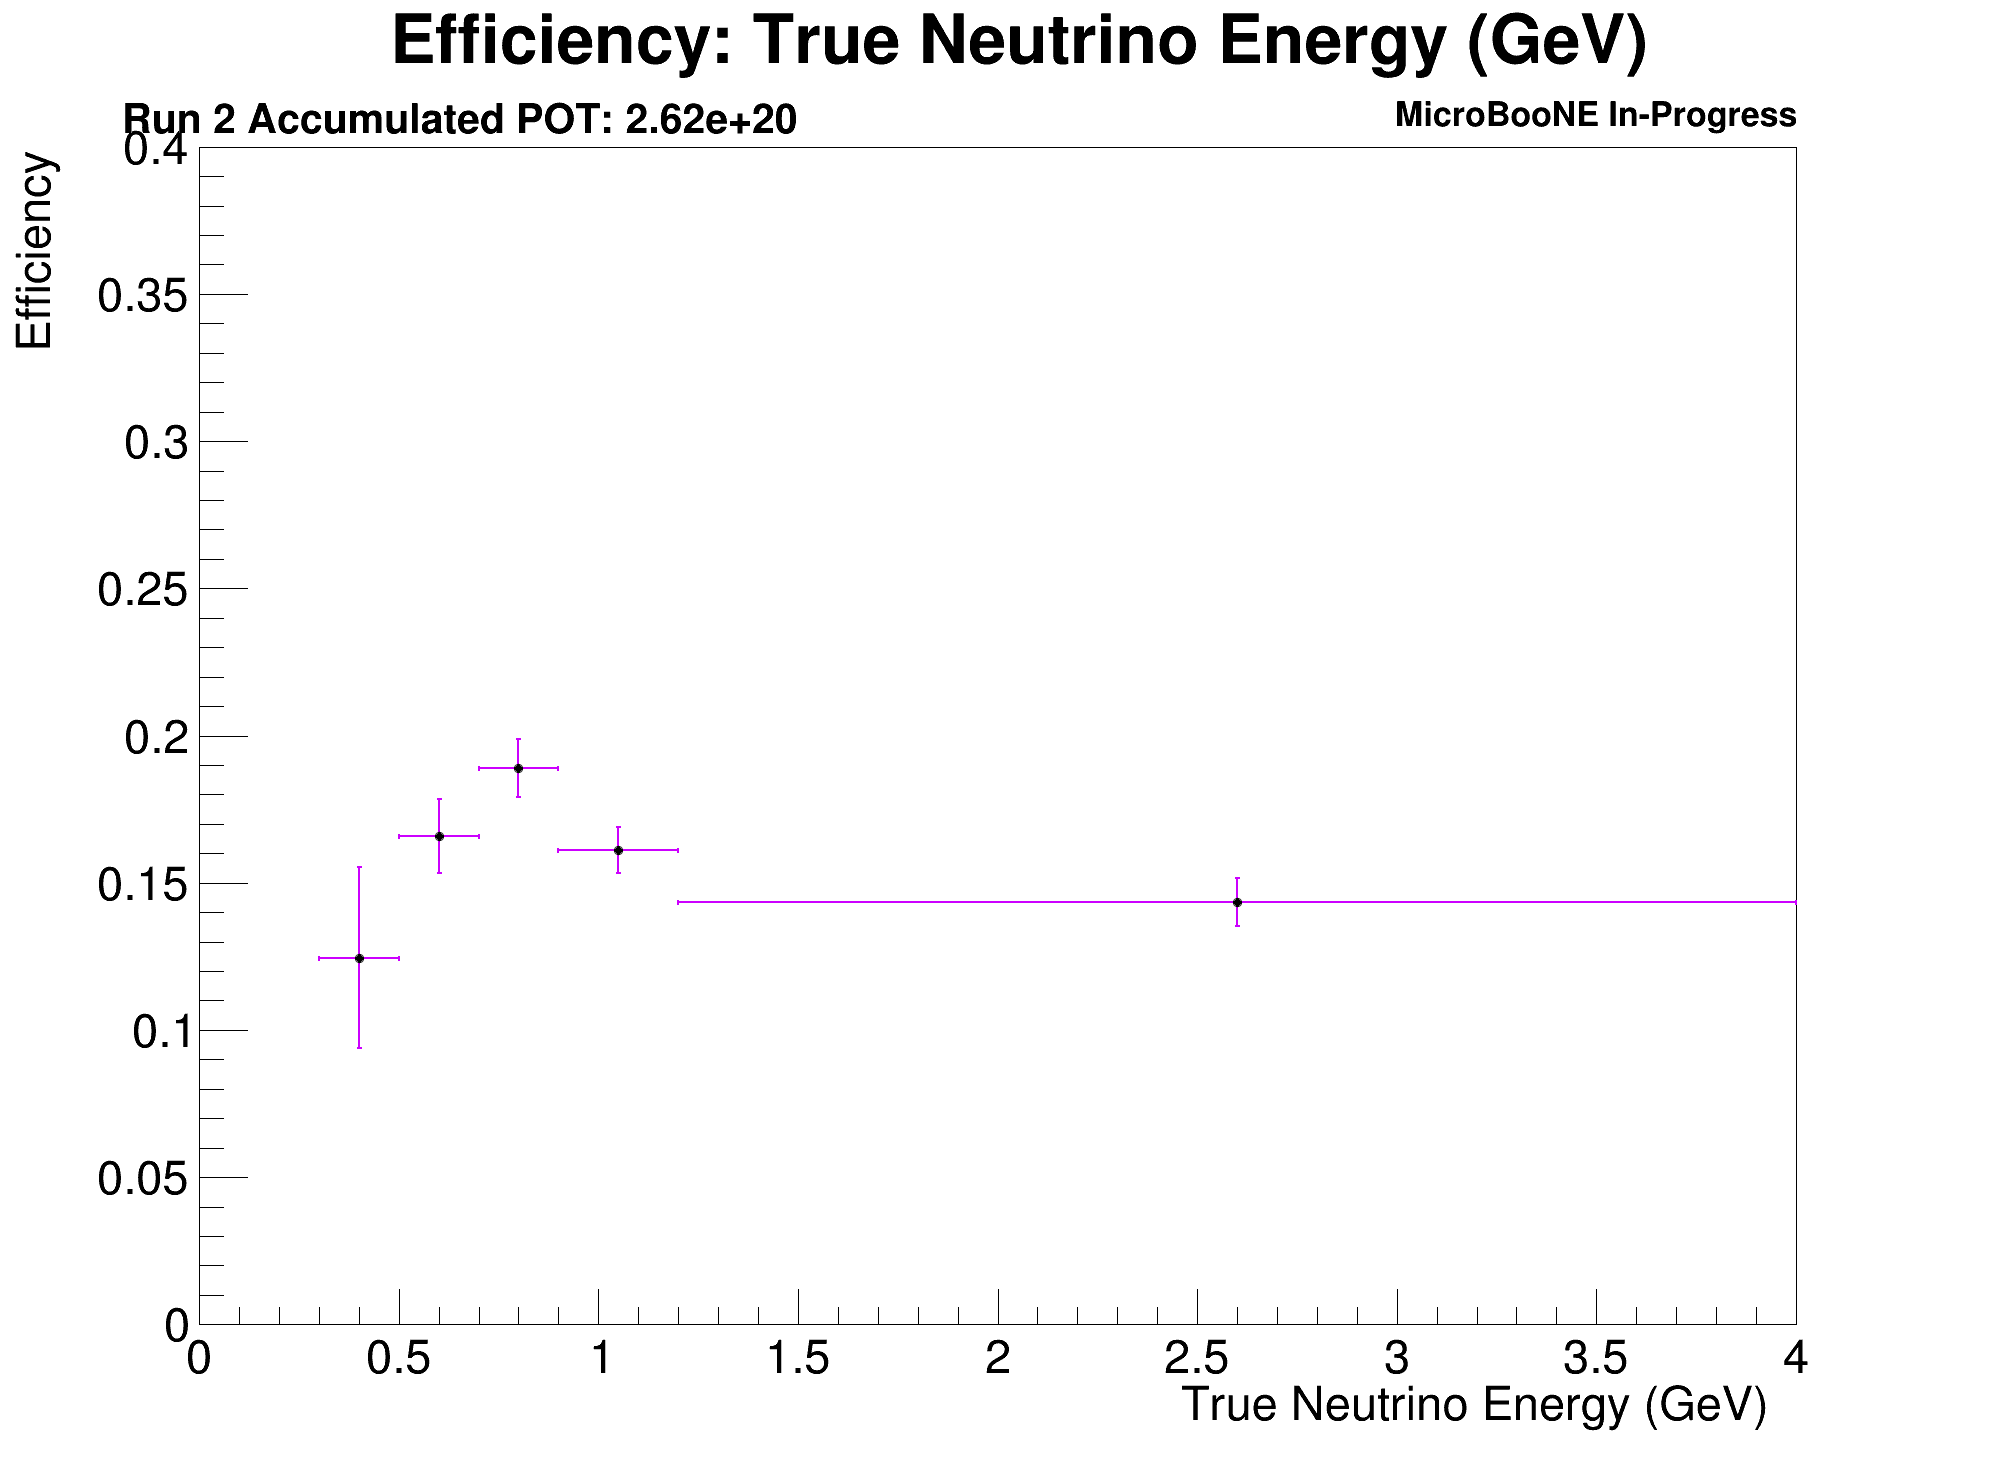 Efficiency: True Neutrino Energy (GeV)
Run 2 Accumulated POT: 2.62e+20
MicroBooNE In-Progress
Efficiency
0.4
0.35
0.3
0.25
0.2
0.15
0.1
0.05
0
0 0.5 1 1.5 2 2.5 3 3.5 4
True Neutrino Energy (GeV)